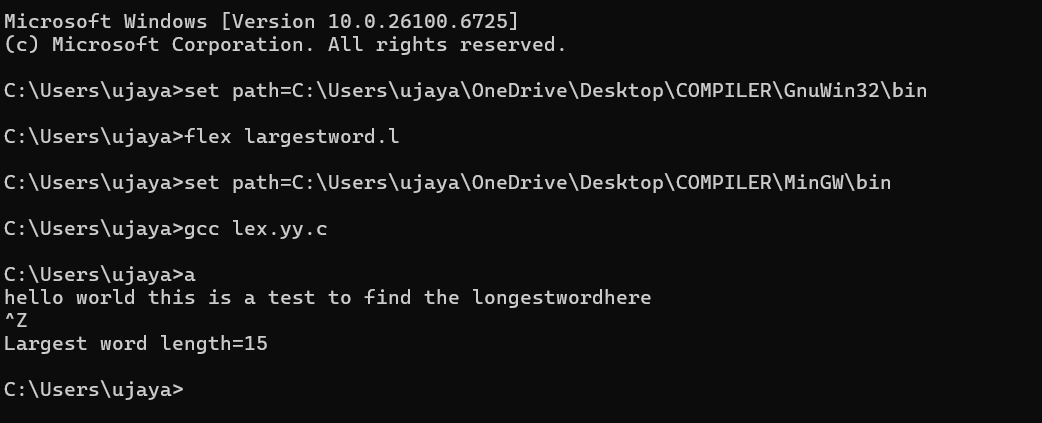 Microsoft Windows [Version 10.0.26100.6725]
(c) Microsoft Corporation. All rights reserved.
C:\Users\ujaya>set path=C:\Users\ujaya\OneDrive\Desktop\COMPILER\GnuWin32\bin
C:\Users\ujaya>flex largestword.l
C:\Users\ujaya>set path=C:\Users\ujaya\OneDrive\Desktop\COMPILER\MinGW\bin
C:\Users\ujaya>gcc lex.yy.c
C:\Users\ujaya>a
hello world this is a test to find the longestwordhere
^Z
Largest word length=15
C:\Users\ujaya>